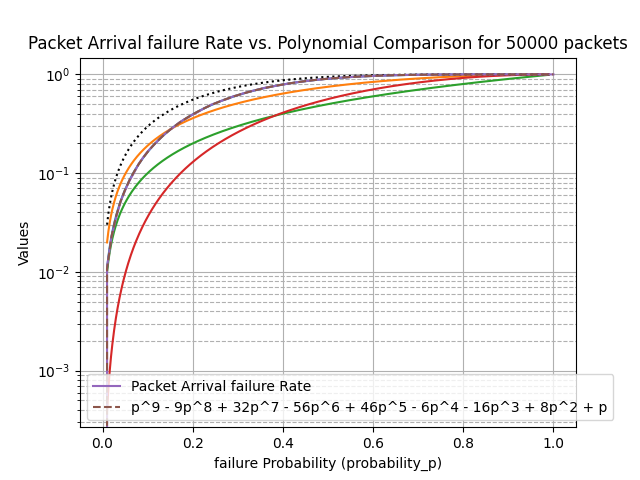 Packet Arrival failure Rate vs. Polynomial Comparison for 50000 packets
10^0
10^-1
10^-2
10^-3
Values
Packet Arrival failure Rate
p^9 - 9p^8 + 32p^7 - 56p^6 + 46p^5 - 6p^4 - 16p^3 + 8p^2 + p
0.0 0.2 0.4 0.6 0.8 1.0
failure Probability (probability_p)